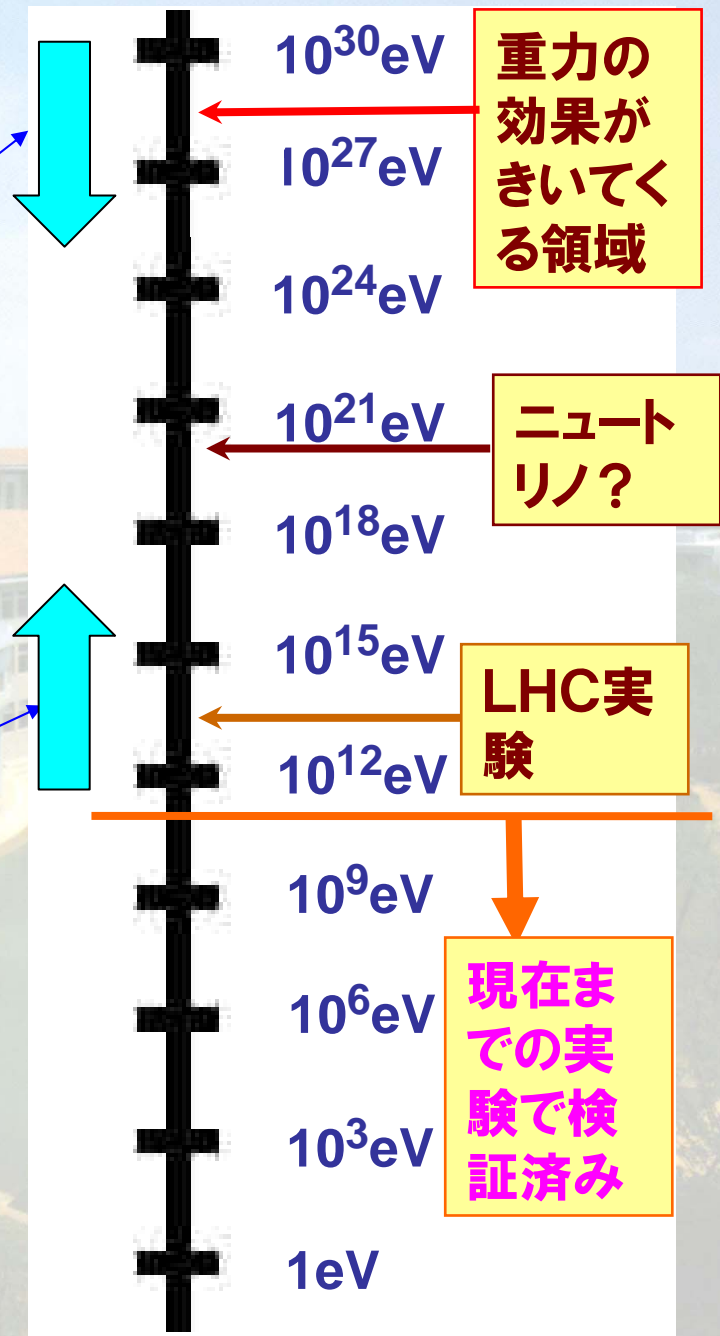 10³⁰eV
重力の
効果が
きいてく
る領域
10²⁷eV
10²⁴eV
10²¹eV
ニュート
リノ？
10¹⁸eV
10¹⁵eV
LHC実
験
10¹²eV
10⁹eV
現在ま
での実
験で検
証済み
10⁶eV
10³eV
1eV